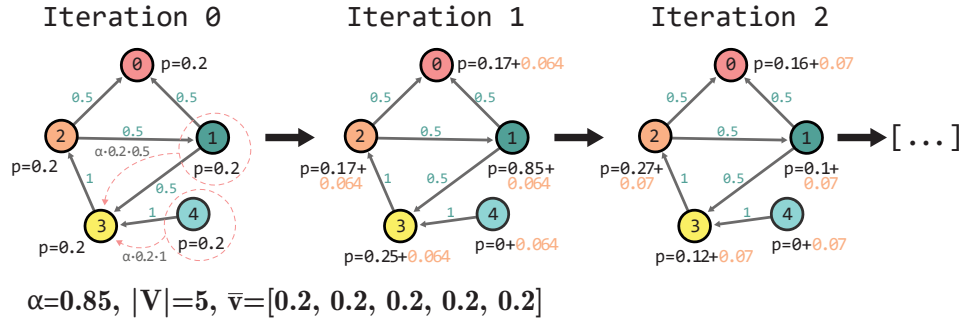 Iteration 0
Iteration 1
Iteration 2
0
p=0.2
0.5
0.5
2
0.5
1
α·0.2·0.5
p=0.2
p=0.2
1
0.5
3
1
4
p=0.2
α·0.2·1
p=0.2
0
p=0.17+0.064
0.5
0.5
2
0.5
1
p=0.17+
0.064
p=0.85+
0.064
1
0.5
3
1
4
p=0+0.064
p=0.25+0.064
0
p=0.16+0.07
0.5
0.5
2
0.5
1
p=0.27+
0.07
p=0.1+
0.07
1
0.5
3
1
4
p=0+0.07
p=0.12+0.07
[...]
α=0.85, |V|=5, v̅=[0.2, 0.2, 0.2, 0.2, 0.2]